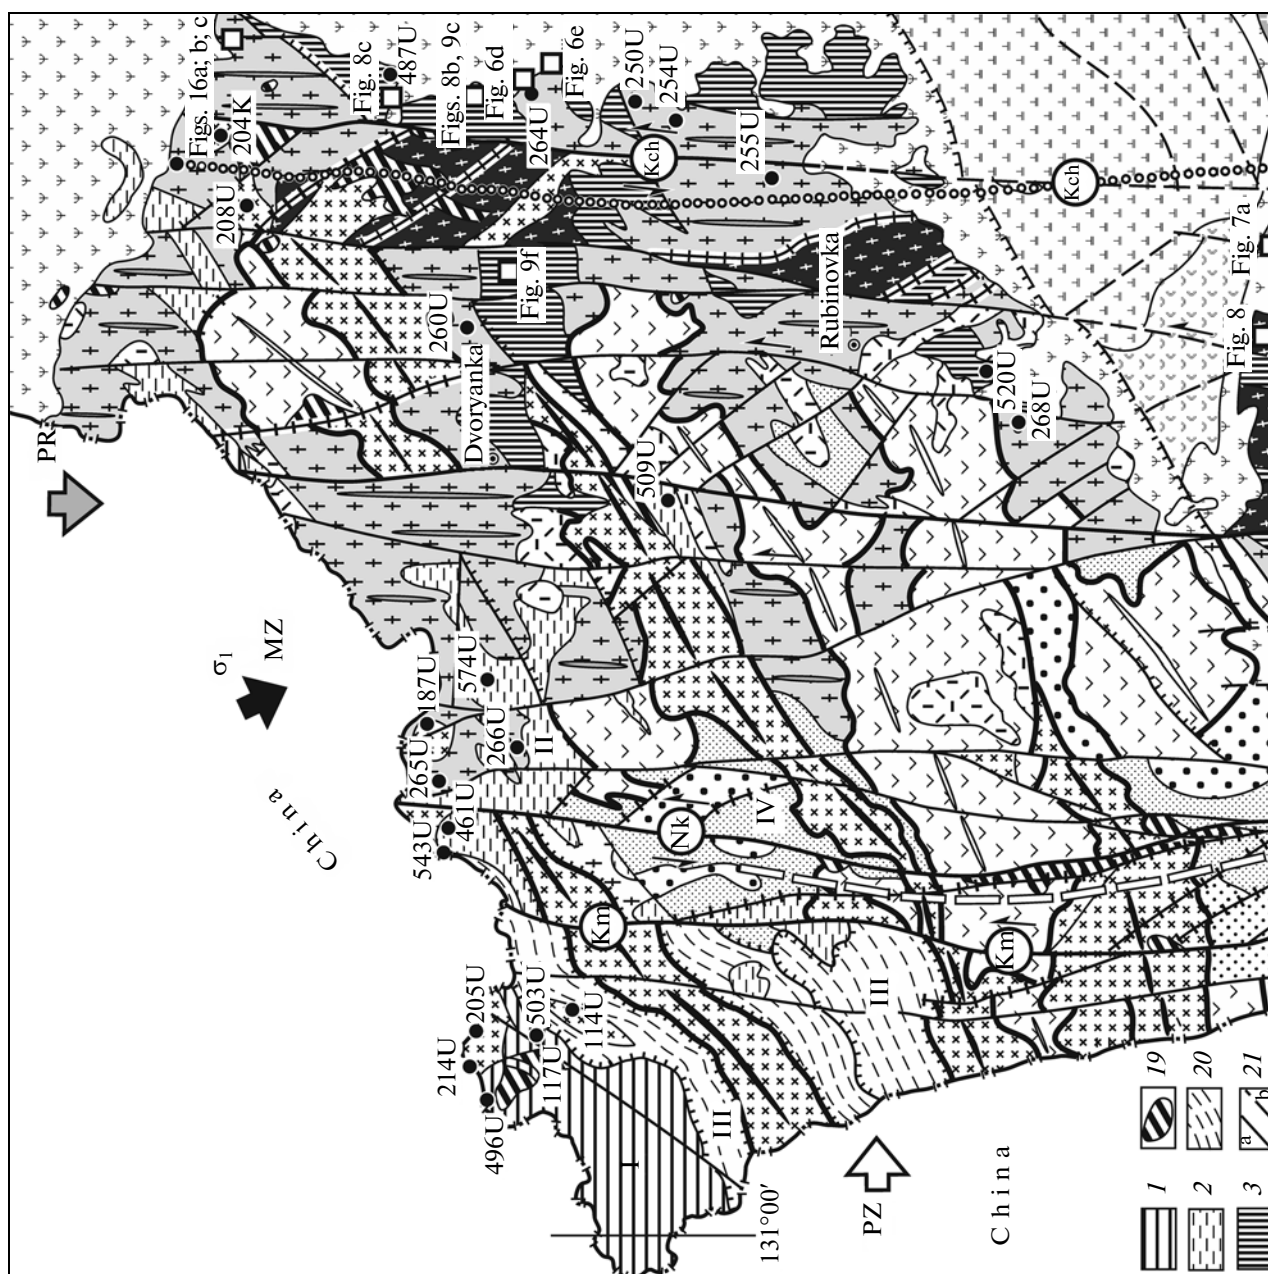 PR
σ1
MZ
China
Figs. 16a; b; c
204K
208U
Fig. 8c
487U
Figs. 8b, 9c
Fig. 6d
264U
Fig. 6e
250U
254U
Kch
255U
Kch
Fig. 7a
Fig. 8
260U
Fig. 9f
Dvoryanka
Rubinovka
509U
520U
268U
187U
574U
265U
266U
II
461U
543U
Nk
IV
Km
Km
III
205U
214U
503U
114U
117U
496U
III
I
131°00′
PZ
China
1
2
3
19
20
21
a
b